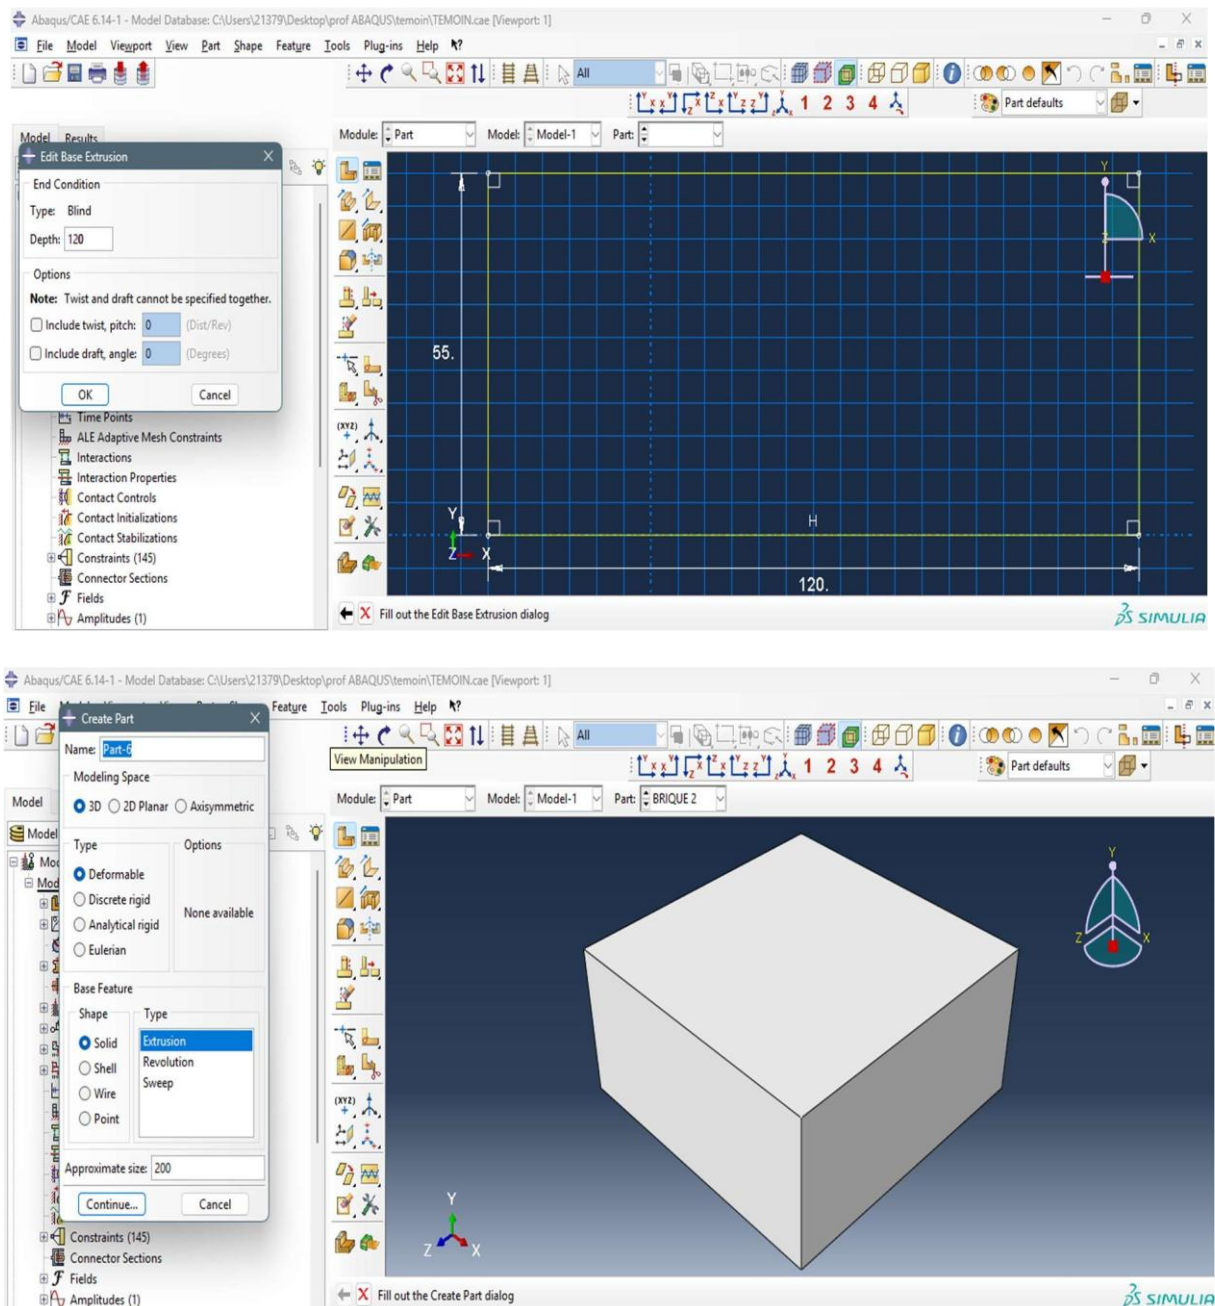 Abaqus/CAE 6.14-1 - Model Database: C:\Users\21379\Desktop\prof ABAQUS\temoin\TEMOIN.cae [Viewport: 1]
File Model Viewport View Part Shape Feature Tools Plug-ins Help
All
1 2 3 4 Part defaults
Model Results
Module: Part Model: Model-1 Part:
Edit Base Extrusion
End Condition
Type: Blind
Depth: 120
Options
Note: Twist and draft cannot be specified together.
Include twist, pitch: 0 (Dist/Rev)
Include draft, angle: 0 (Degrees)
OK Cancel
Time Points
ALE Adaptive Mesh Constraints
Interactions
Interaction Properties
Contact Controls
Contact Initializations
Contact Stabilizations
Constraints (145)
Connector Sections
Fields
Amplitudes (1)
(XYZ)
55.
H
120.
Y
Z X
Y
Z X
Fill out the Edit Base Extrusion dialog
SIMULIA
Abaqus/CAE 6.14-1 - Model Database: C:\Users\21379\Desktop\prof ABAQUS\temoin\TEMOIN.cae [Viewport: 1]
File Feature Tools Plug-ins Help
All
View Manipulation
1 2 3 4 Part defaults
Model
Module: Part Model: Model-1 Part: BRIQUE 2
Create Part
Name: Part-6
Modeling Space
3D 2D Planar Axisymmetric
Type Options
Deformable
Discrete rigid
Analytical rigid
Eulerian
None available
Base Feature
Shape Type
Solid Extrusion
Shell Revolution
Wire Sweep
Point
Approximate size: 200
Continue... Cancel
Model
Mod
Mod
Constraints (145)
Connector Sections
Fields
Amplitudes (1)
(XYZ)
Y
Z X
Y
Z X
Fill out the Create Part dialog
SIMULIA